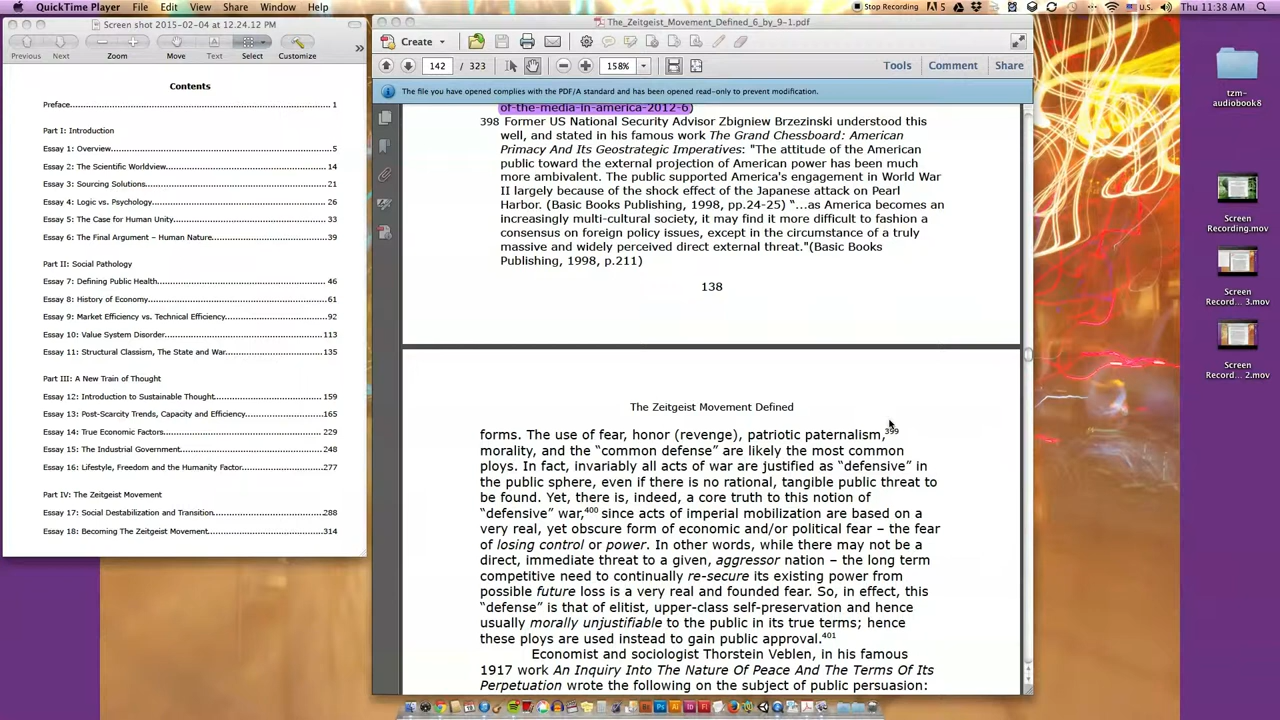 QuickTime Player File Edit View Share Window Help
Stop Recording U.S. Thu 11:38 AM
Screen shot 2015-02-04 at 12.24.12 PM
Previous Next Zoom Move Text Select Customize
Contents
Preface 1
Part I: Introduction
Essay 1: Overview 5
Essay 2: The Scientific Worldview 14
Essay 3: Sourcing Solutions 21
Essay 4: Logic vs. Psychology 26
Essay 5: The Case for Human Unity 33
Essay 6: The Final Argument – Human Nature 39
Part II: Social Pathology
Essay 7: Defining Public Health 46
Essay 8: History of Economy 61
Essay 9: Market Efficiency vs. Technical Efficiency 92
Essay 10: Value System Disorder 113
Essay 11: Structural Classism, The State and War 135
Part III: A New Train of Thought
Essay 12: Introduction to Sustainable Thought 159
Essay 13: Post-Scarcity Trends, Capacity and Efficiency 165
Essay 14: True Economic Factors 229
Essay 15: The Industrial Government 248
Essay 16: Lifestyle, Freedom and the Humanity Factor 277
Part IV: The Zeitgeist Movement
Essay 17: Social Destabilization and Transition 288
Essay 18: Becoming The Zeitgeist Movement 314
The_Zeitgeist_Movement_Defined_6_by_9-1.pdf
Create
142 / 323 158% Tools Comment Share
The file you have opened complies with the PDF/A standard and has been opened read-only to prevent modification.
of-the-media-in-america-2012-6)
398 Former US National Security Advisor Zbigniew Brzezinski understood this
well, and stated in his famous work The Grand Chessboard: American
Primacy And Its Geostrategic Imperatives: "The attitude of the American
public toward the external projection of American power has been much
more ambivalent. The public supported America's engagement in World War
II largely because of the shock effect of the Japanese attack on Pearl
Harbor. (Basic Books Publishing, 1998, pp.24-25) “...as America becomes an
increasingly multi-cultural society, it may find it more difficult to fashion a
consensus on foreign policy issues, except in the circumstance of a truly
massive and widely perceived direct external threat."(Basic Books
Publishing, 1998, p.211)
138
The Zeitgeist Movement Defined
forms. The use of fear, honor (revenge), patriotic paternalism,399
morality, and the “common defense” are likely the most common
ploys. In fact, invariably all acts of war are justified as “defensive” in
the public sphere, even if there is no rational, tangible public threat to
be found. Yet, there is, indeed, a core truth to this notion of
“defensive” war,400 since acts of imperial mobilization are based on a
very real, yet obscure form of economic and/or political fear – the fear
of losing control or power. In other words, while there may not be a
direct, immediate threat to a given, aggressor nation – the long term
competitive need to continually re-secure its existing power from
possible future loss is a very real and founded fear. So, in effect, this
“defense” is that of elitist, upper-class self-preservation and hence
usually morally unjustifiable to the public in its true terms; hence
these ploys are used instead to gain public approval.401
Economist and sociologist Thorstein Veblen, in his famous
1917 work An Inquiry Into The Nature Of Peace And The Terms Of Its
Perpetuation wrote the following on the subject of public persuasion:
tzm-
audiobook8
Screen
Recording.mov
Screen
Record... 3.mov
Screen
Record... 2.mov